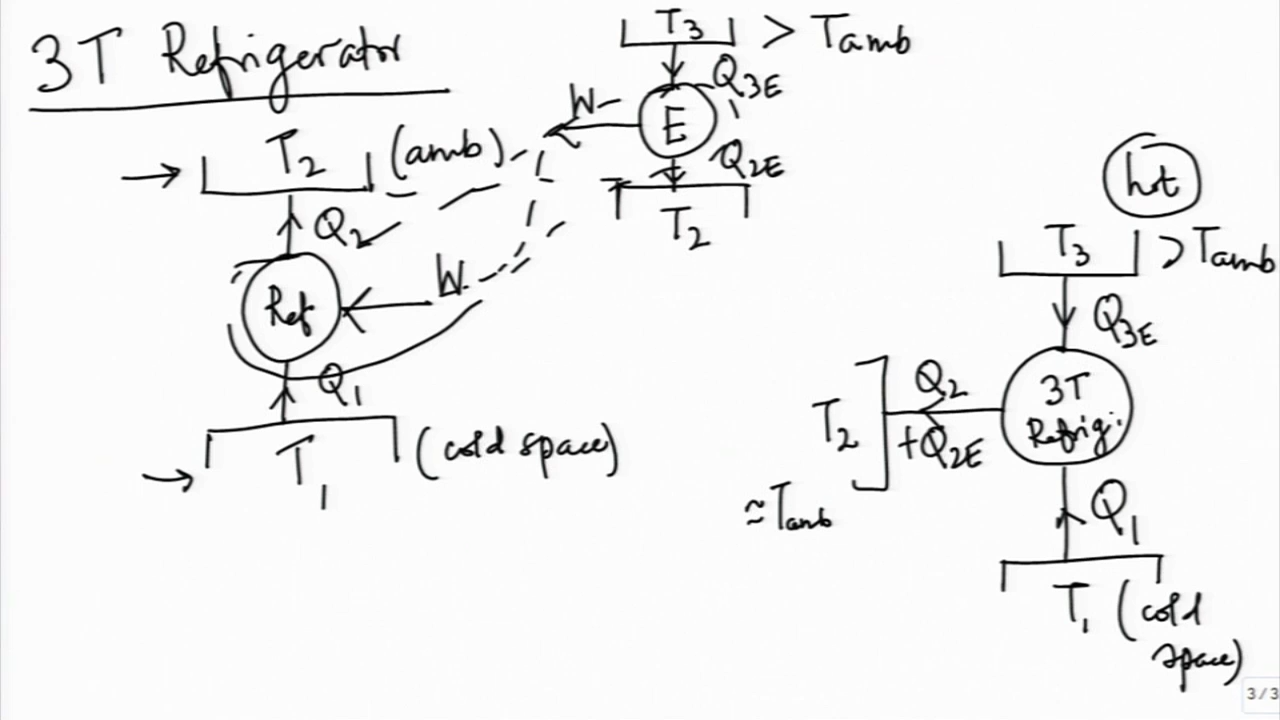 3T Refrigerator
T3 > Tamb
Q3E
W
E
Q2E
T2
T2 (amb)
Q2
Ref
W
Q1
T1 (cold space)
hot
T3 > Tamb
Q3E
3T
Refrig.
Q2
+Q2E
T2
≈Tamb
Q1
T1 (cold
space)
3/3